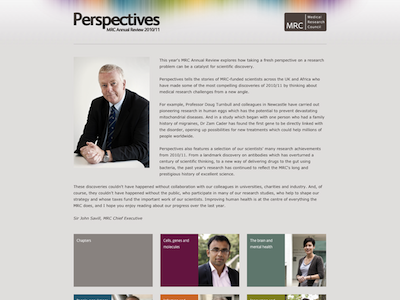 Perspectives
MRC Annual Review 2010/11
MRC
Medical
Research
Council
This year's MRC Annual Review explores how taking a fresh perspective on a research
problem can be a catalyst for scientific discovery.
Perspectives tells the stories of MRC-funded scientists across the UK and Africa who
have made some of the most compelling discoveries of 2010/11 by thinking about
medical research challenges from a new angle.
For example, Professor Doug Turnbull and colleagues in Newcastle have carried out
pioneering research in human eggs which has the potential to prevent devastating
mitochondrial diseases. And in a study which began with one person who had a family
history of migraines, Dr Zam Cader has found the first gene to be directly linked with
the disorder, opening up possibilities for new treatments which could help millions of
people worldwide.
Perspectives also features a selection of our scientists' many research achievements
from 2010/11. From a landmark discovery on antibodies which has overturned a
century of scientific thinking, to a new way of delivering drugs to the gut using
bacteria, the past year's research has continued to reflect the MRC's long and
prestigious history of excellent science.
These discoveries couldn't have happened without collaboration with our colleagues in universities, charities and industry. And, of
course, they couldn't have happened without the public, who participate in many of our research studies, who help to shape our
strategy and whose taxes fund the important work of our scientists. Improving human health is at the centre of everything the
MRC does, and I hope you enjoy reading about our progress over the last year.
Sir John Savill, MRC Chief Executive
Chapters
Cells, genes and
molecules
The brain and
mental health